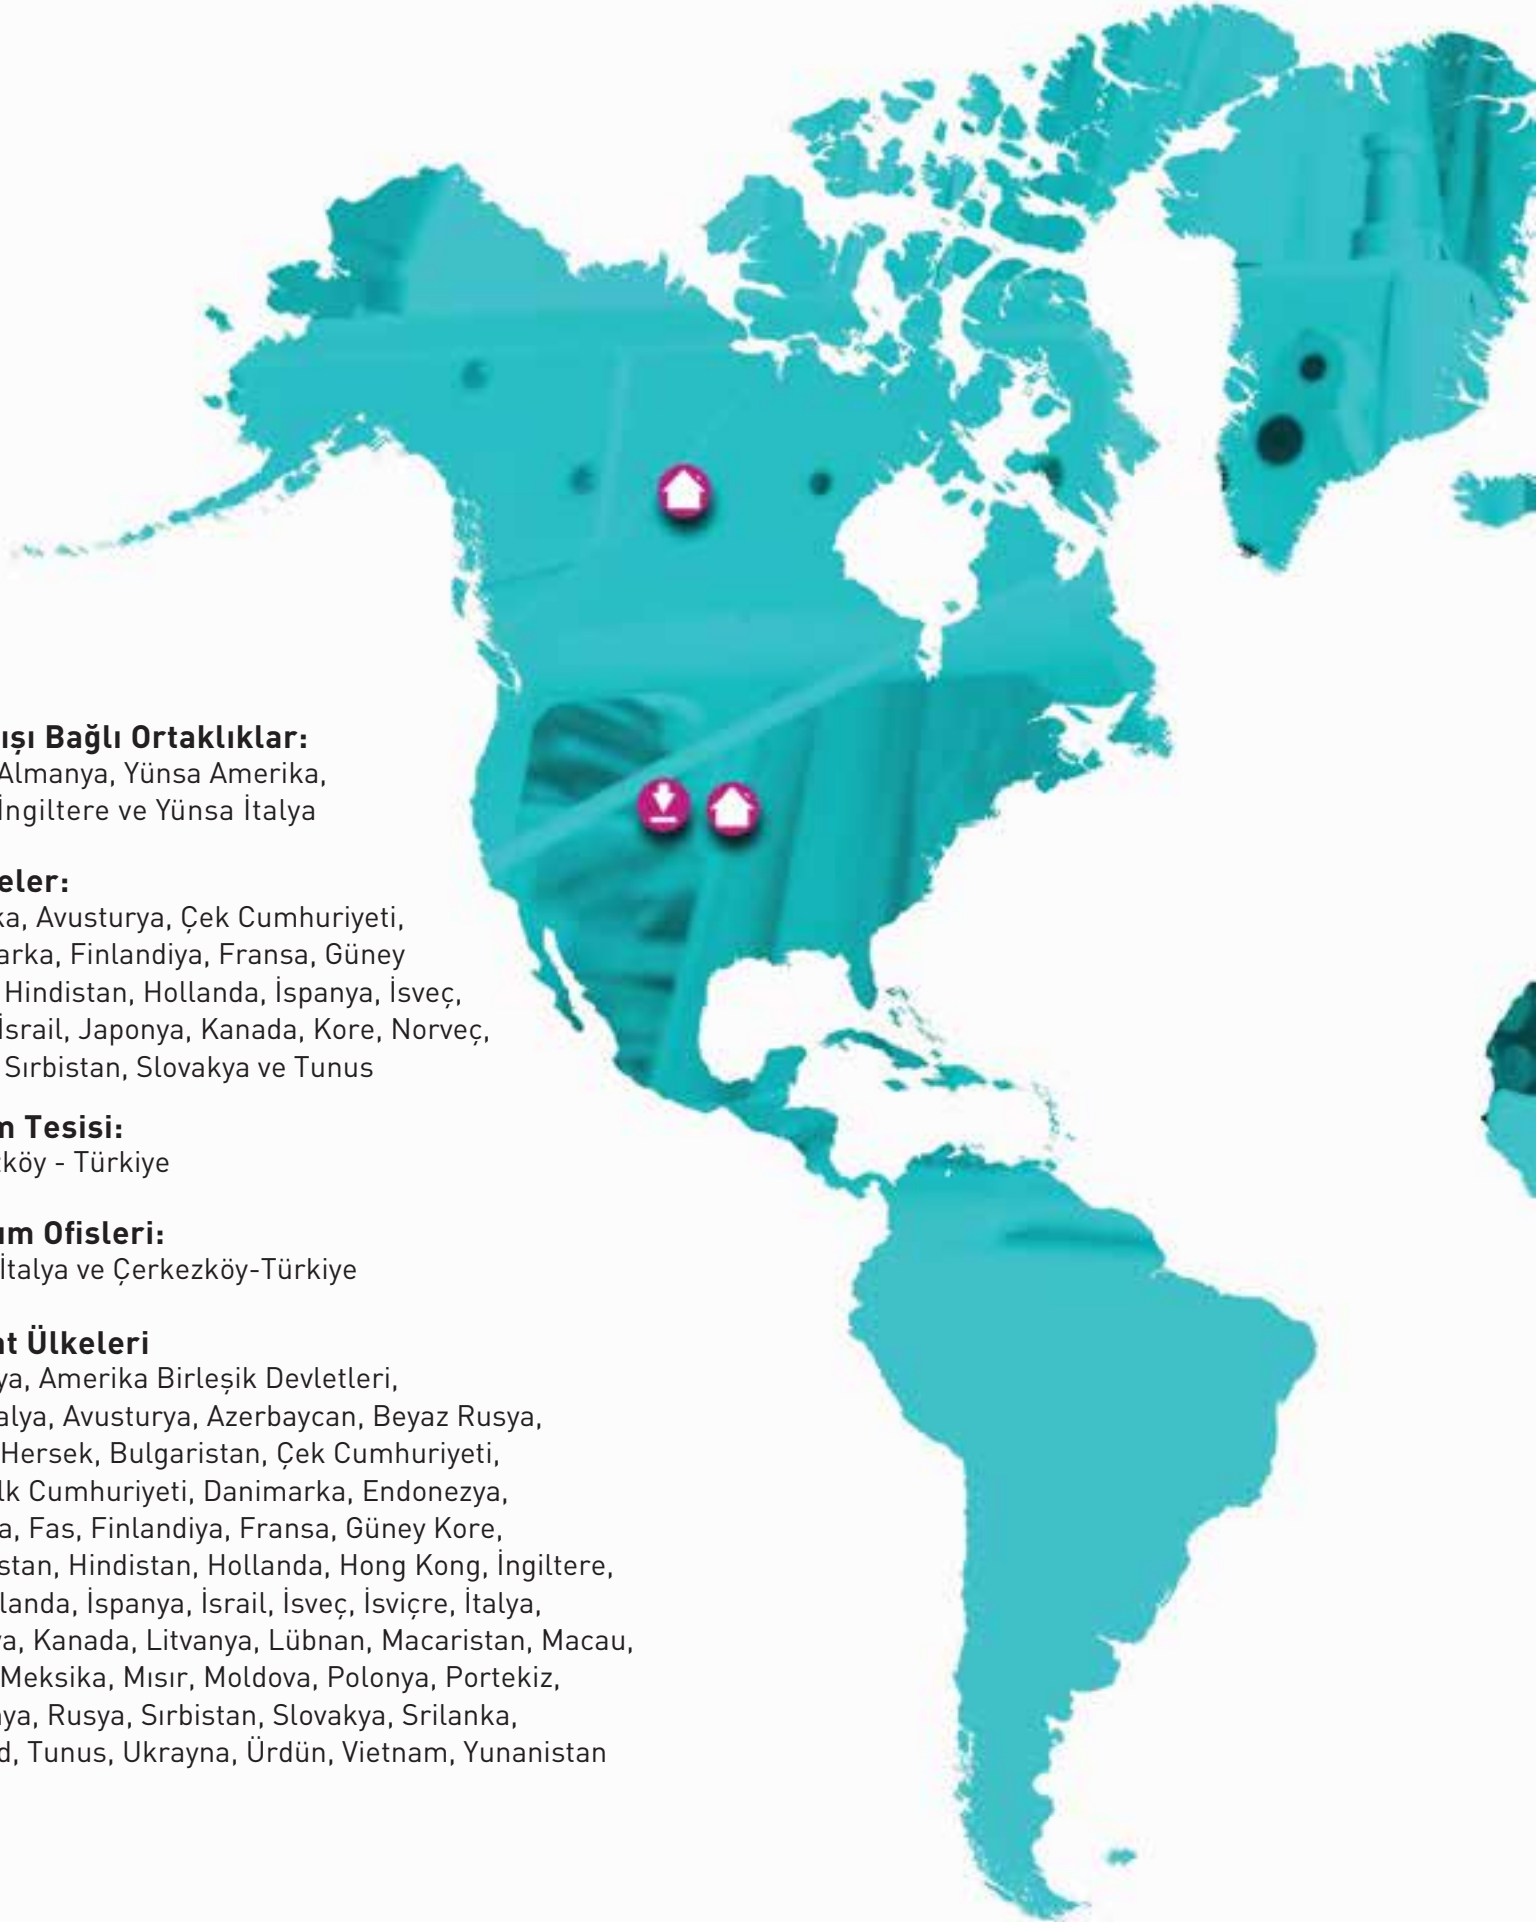 ışı Bağlı Ortaklıklar:
Almanya, Yünsa Amerika,
İngiltere ve Yünsa İtalya
eler:
ka, Avusturya, Çek Cumhuriyeti,
arka, Finlandiya, Fransa, Güney
Hindistan, Hollanda, İspanya, İsveç,
İsrail, Japonya, Kanada, Kore, Norveç,
Sırbistan, Slovakya ve Tunus
m Tesisi:
zköy - Türkiye
ım Ofisleri:
İtalya ve Çerkezköy-Türkiye
at Ülkeleri
ya, Amerika Birleşik Devletleri,
alya, Avusturya, Azerbaycan, Beyaz Rusya,
Hersek, Bulgaristan, Çek Cumhuriyeti,
lk Cumhuriyeti, Danimarka, Endonezya,
a, Fas, Finlandiya, Fransa, Güney Kore,
stan, Hindistan, Hollanda, Hong Kong, İngiltere,
landa, İspanya, İsrail, İsveç, İsviçre, İtalya,
ya, Kanada, Litvanya, Lübnan, Macaristan, Macau,
Meksika, Mısır, Moldova, Polonya, Portekiz,
ya, Rusya, Sırbistan, Slovakya, Srilanka,
d, Tunus, Ukrayna, Ürdün, Vietnam, Yunanistan